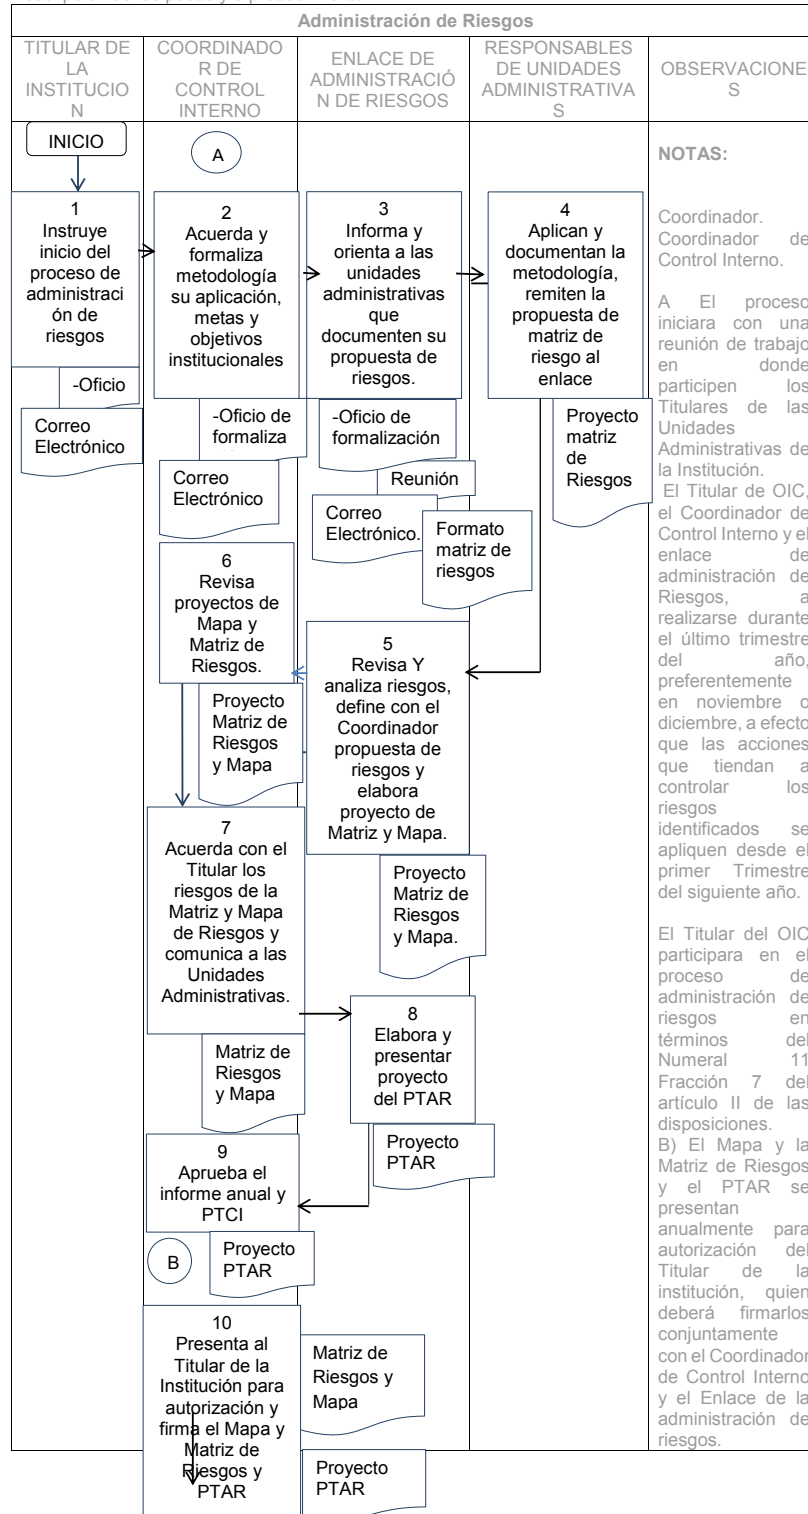 Administración de Riesgos
TITULAR DE
LA
INSTITUCIO
N
COORDINADO
R DE
CONTROL
INTERNO
ENLACE DE
ADMINISTRACIÓ
N DE RIESGOS
RESPONSABLES
DE UNIDADES
ADMINISTRATIVA
S
OBSERVACIONE
S
INICIO
A
1
Instruye
inicio del
proceso de
administraci
ón de
riesgos
-Oficio
Correo
Electrónico
2
Acuerda y
formaliza
metodología
su aplicación,
metas y
objetivos
institucionales
-Oficio de
formaliza
Correo
Electrónico
3
Informa y
orienta a las
unidades
administrativas
que
documenten su
propuesta de
riesgos.
-Oficio de
formalización
Reunión
Correo
Electrónico.
Formato
matriz de
riesgos
4
Aplican y
documentan la
metodología,
remiten la
propuesta de
matriz de
riesgo al
enlace
Proyecto
matriz
de
Riesgos
6
Revisa
proyectos de
Mapa y
Matriz de
Riesgos.
Proyecto
Matriz de
Riesgos
y Mapa
5
Revisa Y
analiza riesgos,
define con el
Coordinador
propuesta de
riesgos y
elabora
proyecto de
Matriz y Mapa.
Proyecto
Matriz de
Riesgos
y Mapa.
7
Acuerda con el
Titular los
riesgos de la
Matriz y Mapa
de Riesgos y
comunica a las
Unidades
Administrativas.
Matriz de
Riesgos
y Mapa
8
Elabora y
presentar
proyecto
del PTAR
Proyecto
PTAR
9
Aprueba el
informe anual y
PTCI
B
Proyecto
PTAR
10
Presenta al
Titular de la
Institución para
autorización y
firma el Mapa y
Matriz de
Riesgos y
PTAR
Matriz de
Riesgos y
Mapa
Proyecto
PTAR
NOTAS:
Coordinador.
Coordinador de
Control Interno.
A El proceso
iniciara con una
reunión de trabajo
en donde
participen los
Titulares de las
Unidades
Administrativas de
la Institución.
El Titular de OIC,
el Coordinador de
Control Interno y el
enlace de
administración de
Riesgos, a
realizarse durante
el último trimestre
del año,
preferentemente
en noviembre o
diciembre, a efecto
que las acciones
que tiendan a
controlar los
riesgos
identificados se
apliquen desde el
primer Trimestre
del siguiente año.
El Titular del OIC
participara en el
proceso de
administración de
riesgos en
términos del
Numeral 11
Fracción 7 del
artículo II de las
disposiciones.
B) El Mapa y la
Matriz de Riesgos
y el PTAR se
presentan
anualmente para
autorización del
Titular de la
institución, quien
deberá firmarlos
conjuntamente
con el Coordinador
de Control Interno
y el Enlace de la
administración de
riesgos.